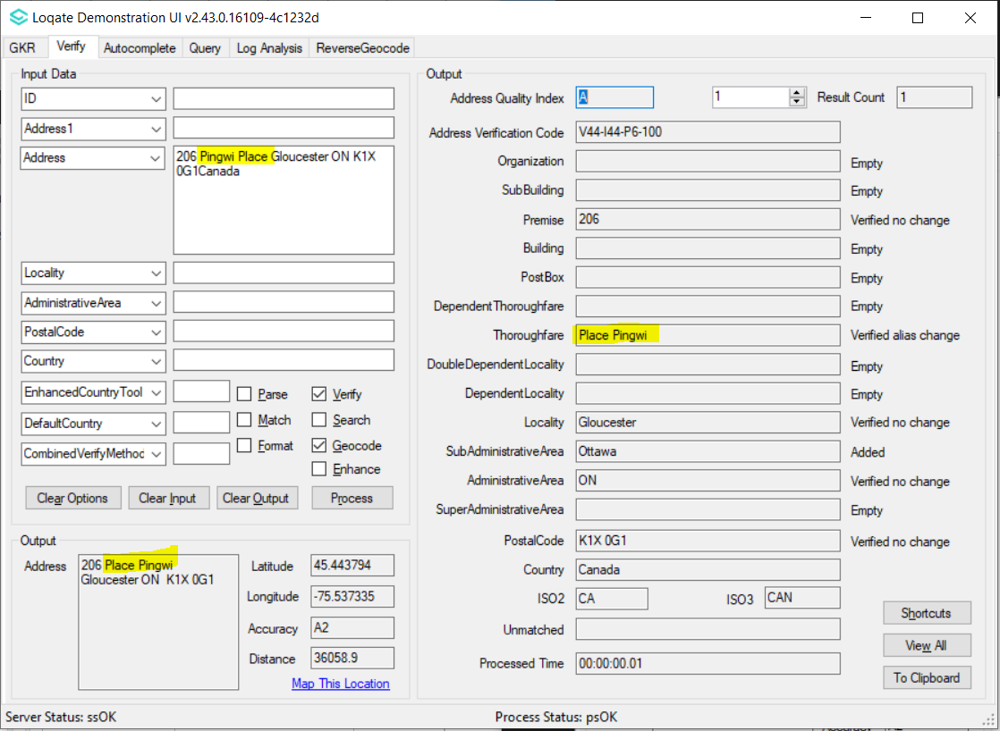 Loqate Demonstration UI v2.43.0.16109-4c1232d
GKR Verify Autocomplete Query Log Analysis ReverseGeocode
Input Data
ID
Address1
Address
206 Pingwi Place Gloucester ON K1X
0G1Canada
Locality
AdministrativeArea
PostalCode
Country
EnhancedCountryTool Parse Verify
DefaultCountry Match Search
CombinedVerifyMethod Format Geocode
Enhance
Clear Options Clear Input Clear Output Process
Output
Address
206 Place Pingwi
Gloucester ON  K1X 0G1
Latitude 45.443794
Longitude -75.537335
Accuracy A2
Distance 36058.9
Map This Location
Output
Address Quality Index A 1 Result Count 1
Address Verification Code V44-I44-P6-100
Organization Empty
SubBuilding Empty
Premise 206 Verified no change
Building Empty
PostBox Empty
DependentThoroughfare Empty
Thoroughfare Place Pingwi Verified alias change
DoubleDependentLocality Empty
DependentLocality Empty
Locality Gloucester Verified no change
SubAdministrativeArea Ottawa Added
AdministrativeArea ON Verified no change
SuperAdministrativeArea Empty
PostalCode K1X 0G1 Verified no change
Country Canada
ISO2 CA ISO3 CAN
Unmatched
Processed Time 00:00:00.01
Shortcuts
View All
To Clipboard
Server Status: ssOK Process Status: psOK